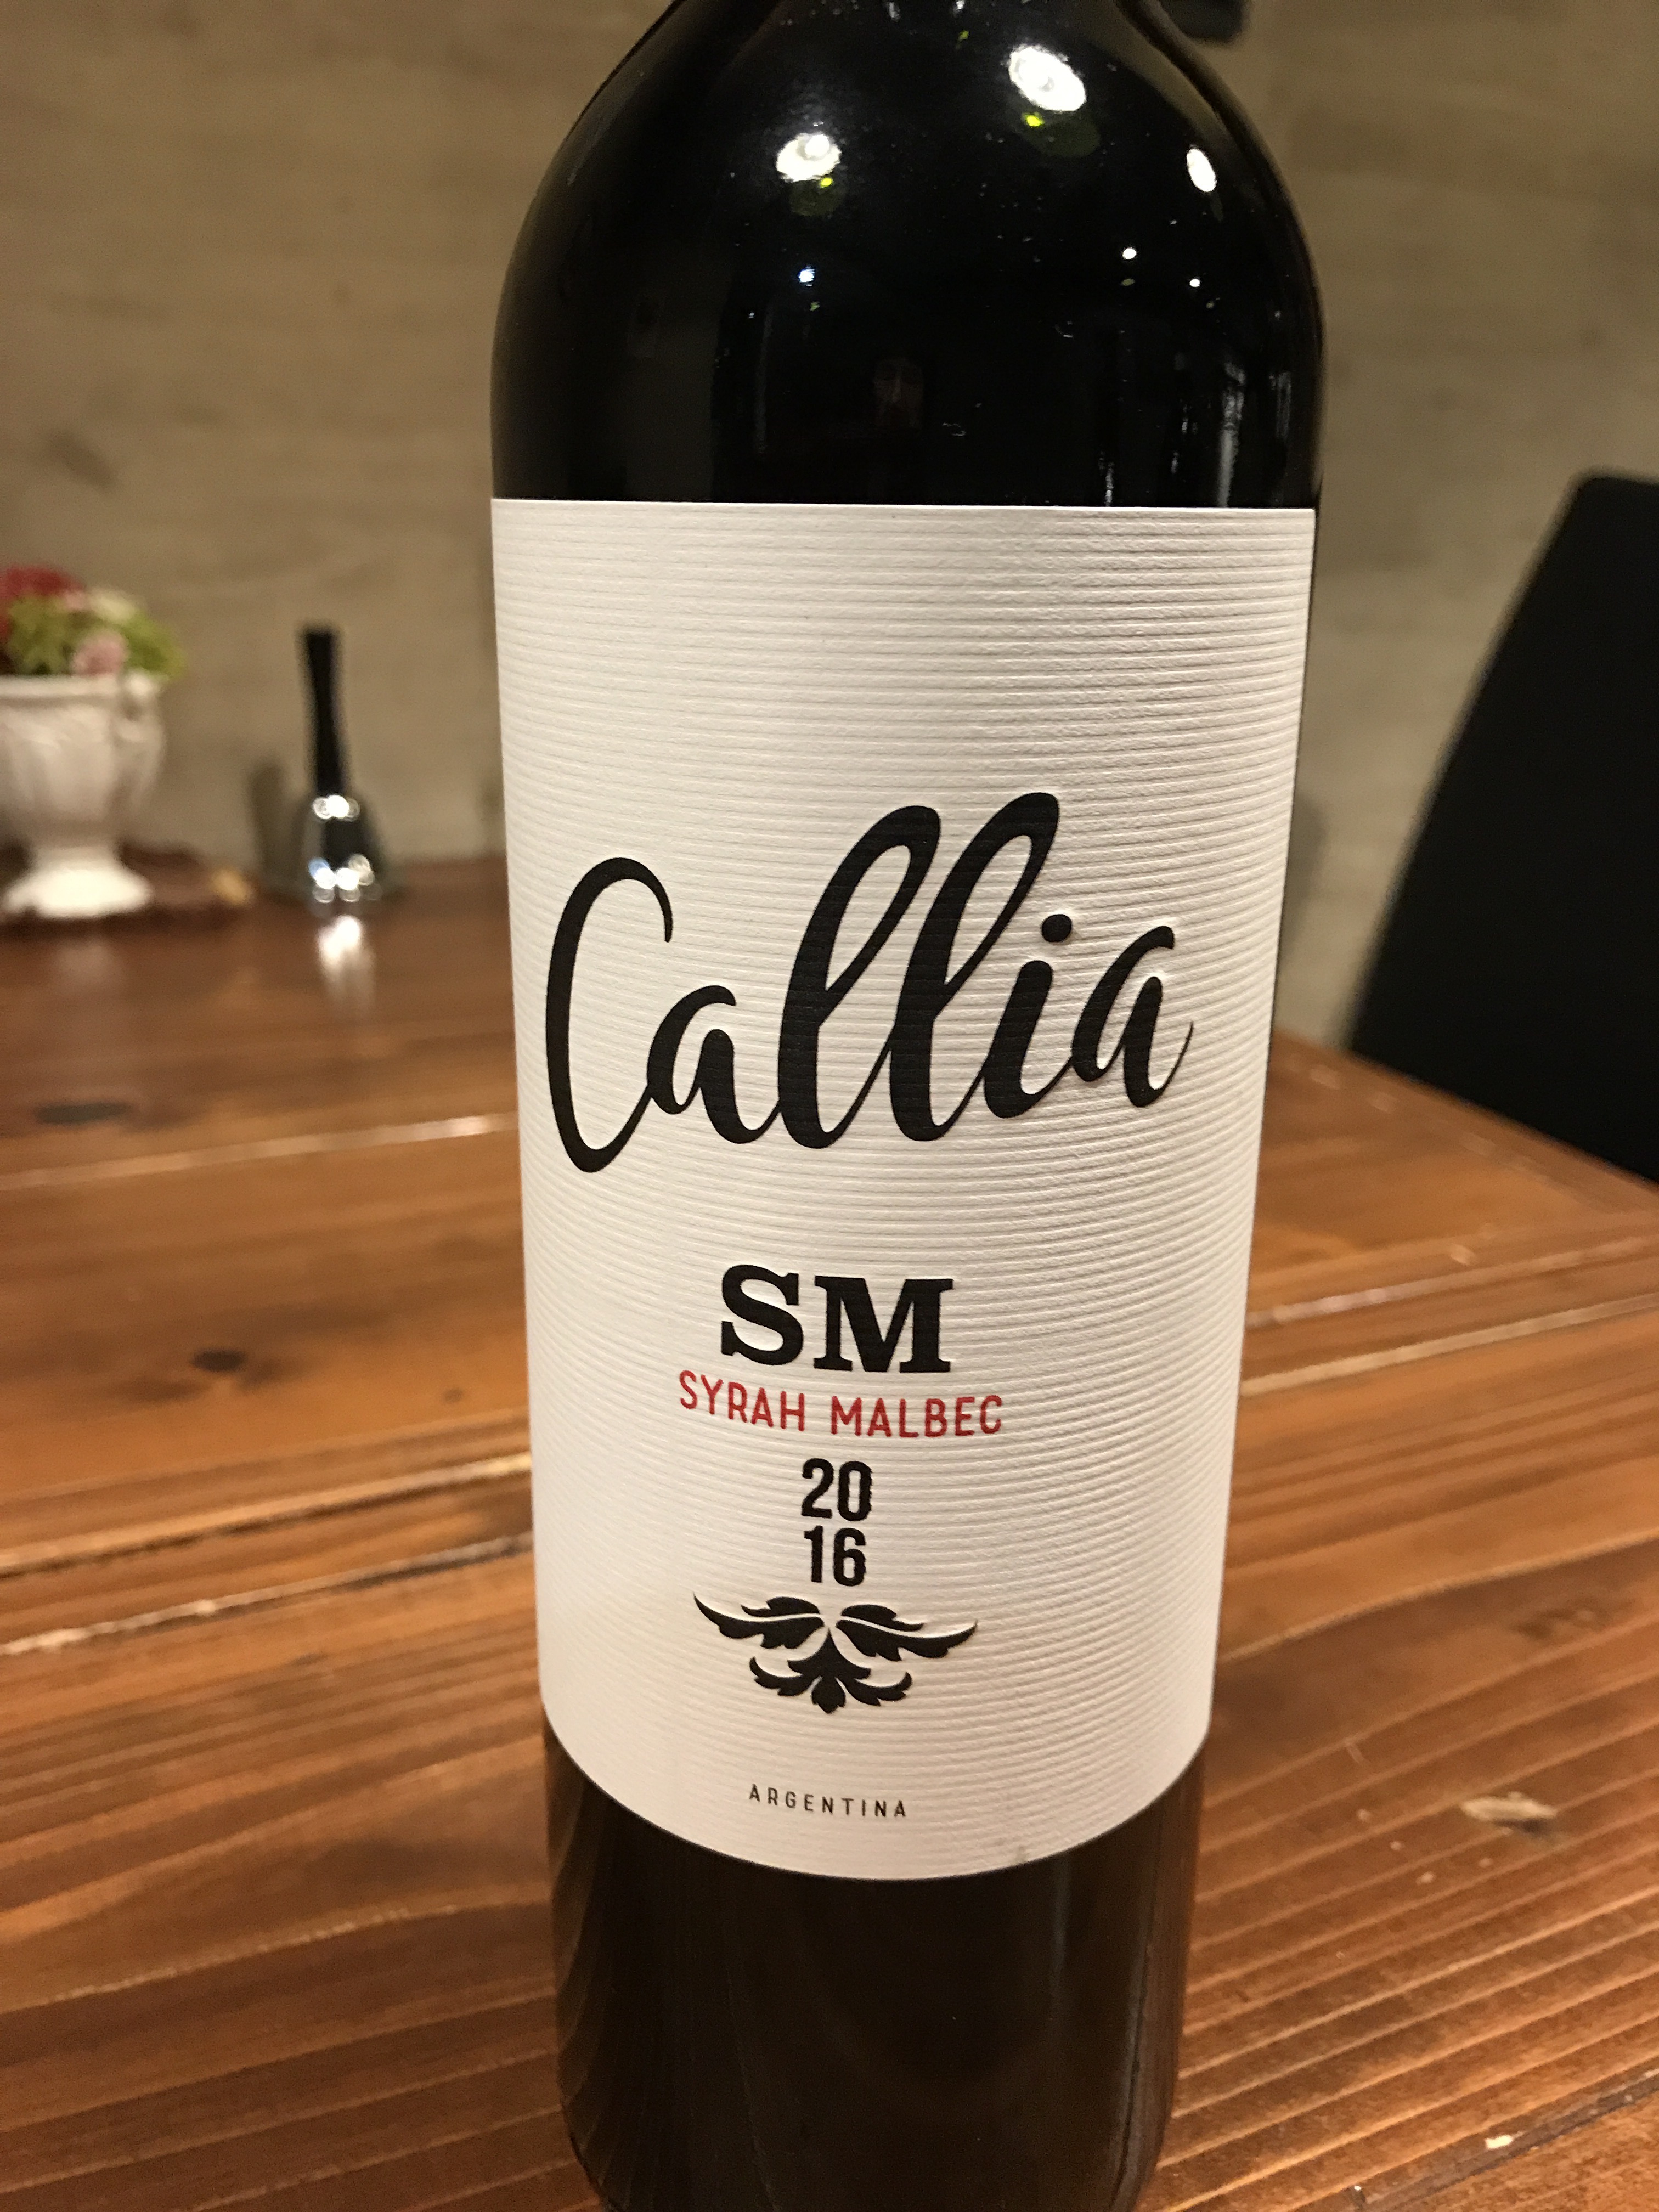 Callia
SM
SYRAH MALBEC
20
16
ARGENTINA